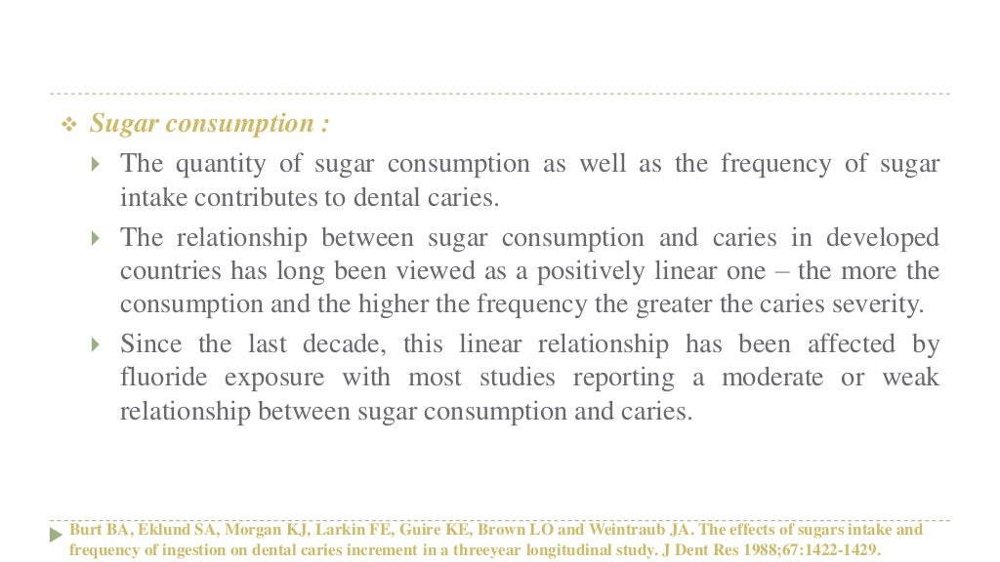 Sugar consumption :
The quantity of sugar consumption as well as the frequency of sugar
intake contributes to dental caries.
The relationship between sugar consumption and caries in developed
countries has long been viewed as a positively linear one – the more the
consumption and the higher the frequency the greater the caries severity.
Since the last decade, this linear relationship has been affected by
fluoride exposure with most studies reporting a moderate or weak
relationship between sugar consumption and caries.
Burt BA, Eklund SA, Morgan KJ, Larkin FE, Guire KE, Brown LO and Weintraub JA. The effects of sugars intake and
frequency of ingestion on dental caries increment in a threeyear longitudinal study. J Dent Res 1988;67:1422-1429.